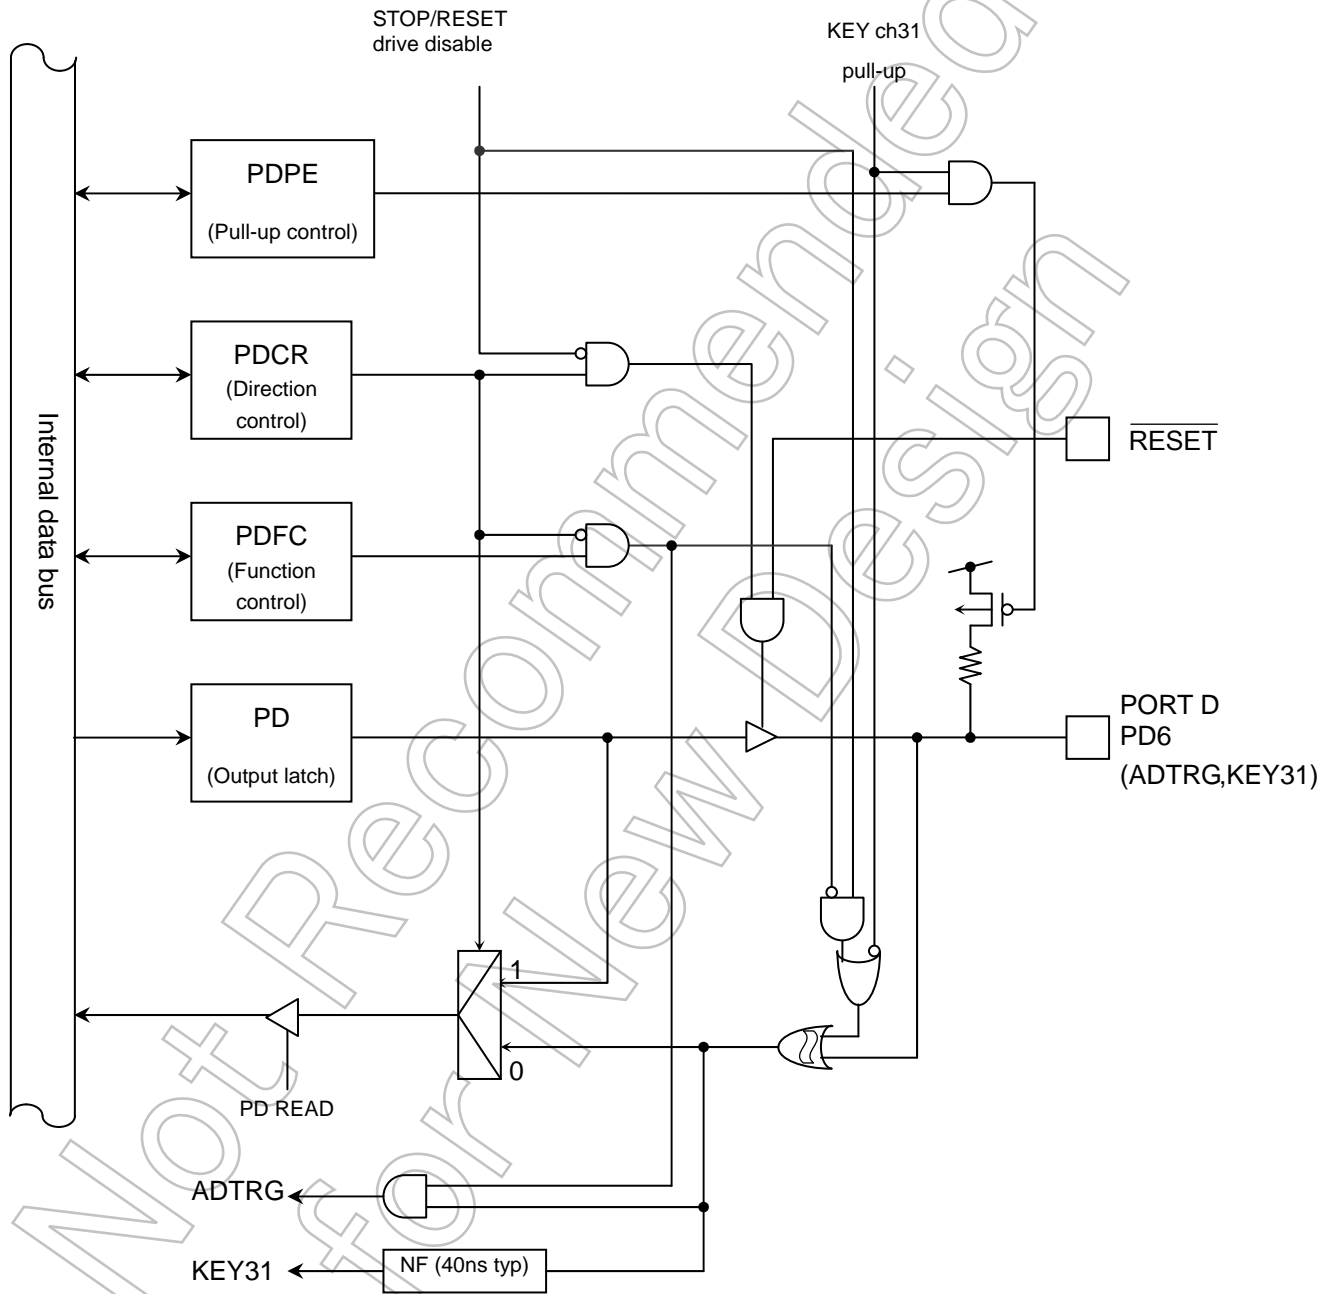 STOP/RESET
drive disable
KEY ch31
pull-up
PDPE
(Pull-up control)
PDCR
(Direction
control)
RESET
Internal data bus
PDFC
(Function
control)
PD
(Output latch)
PORT D
PD6
(ADTRG,KEY31)
1
0
PD READ
ADTRG
NF (40ns typ)
KEY31
Not Recommended
for New Design